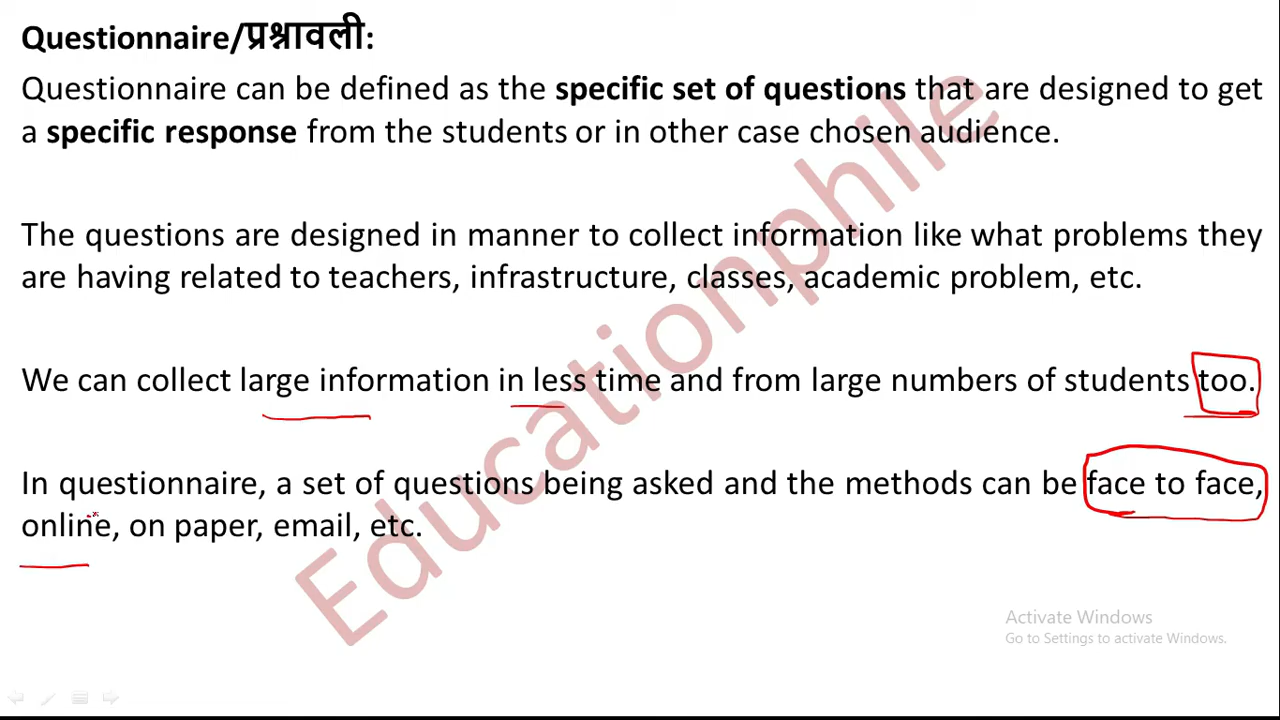 Questionnaire/प्रश्नावली:
Questionnaire can be defined as the specific set of questions that are designed to get
a specific response from the students or in other case chosen audience.
The questions are designed in manner to collect information like what problems they
are having related to teachers, infrastructure, classes, academic problem, etc.
We can collect large information in less time and from large numbers of students too.
In questionnaire, a set of questions being asked and the methods can be face to face,
online, on paper, email, etc.
Educationphile
Activate Windows
Go to Settings to activate Windows.